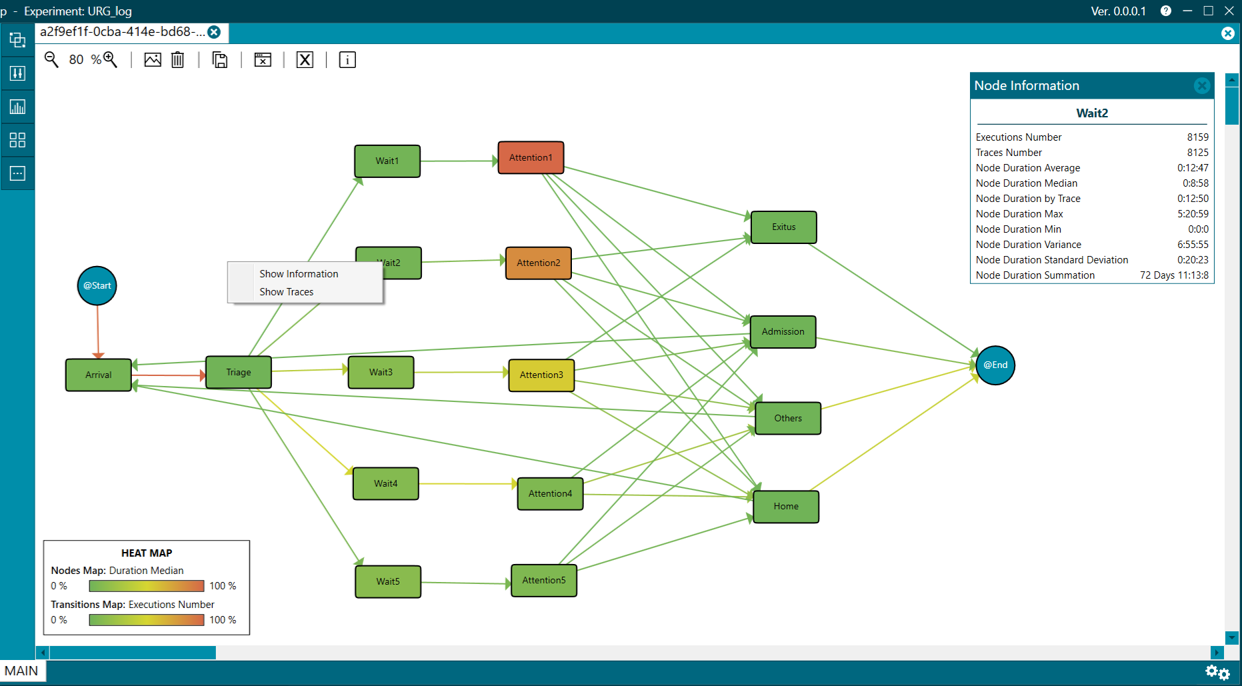 p - Experiment: URG_log
Ver. 0.0.0.1
a2f9ef1f-0cba-414e-bd68-...
80 %
Node Information
Wait2
Executions Number 8159
Traces Number 8125
Node Duration Average 0:12:47
Node Duration Median 0:8:58
Node Duration by Trace 0:12:50
Node Duration Max 5:20:59
Node Duration Min 0:0:0
Node Duration Variance 6:55:55
Node Duration Standard Deviation 0:20:23
Node Duration Summation 72 Days 11:13:8
Wait1
Attention1
Exitus
Wait2
Attention2
Show Information
Show Traces
@Start
Admission
Arrival
Triage
Wait3
Attention3
@End
Others
Wait4
Attention4
Home
Wait5
Attention5
HEAT MAP
Nodes Map: Duration Median
0 % 100 %
Transitions Map: Executions Number
0 % 100 %
MAIN